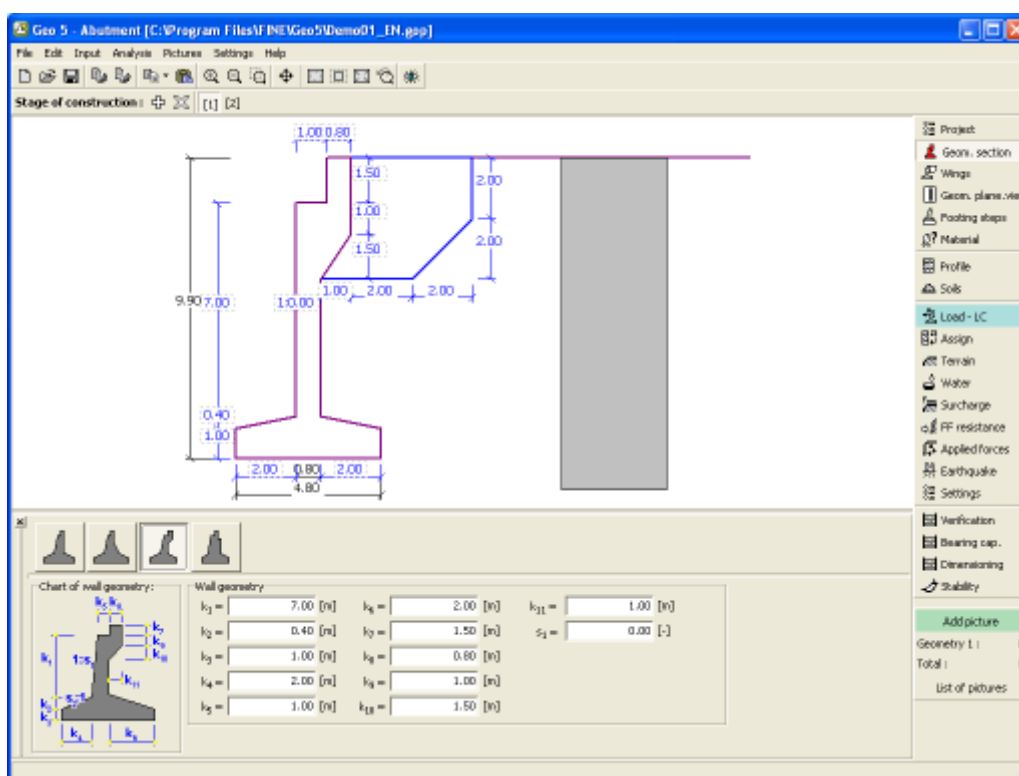 Geo 5 - Abutment [C:\Program Files\FINE\Geo5\Demo01_EN.gop]
File Edit Input Analysis Pictures Settings Help
Stage of construction: [1] [2]
1.00 0.80
1.50
2.00
1.00
1.50
2.00
1.00 2.00 2.00
9.90 7.00 1:0.00
0.40
1.00
2.00 0.80 2.00
4.80
Project
Geom. section
Wings
Geom. plane.view
Footing steps
Material
Profile
Soils
Load - LC
Assign
Terrain
Water
Surcharge
FF resistance
Applied forces
Earthquake
Settings
Verification
Bearing cap.
Dimensioning
Stability
Add picture
Geometry 1 :
Total :
List of pictures
Chart of wall geometry:
Wall geometry
k1 = 7.00 [m] k6 = 2.00 [m] k11 = 1.00 [m]
k2 = 0.40 [m] k7 = 1.50 [m] s1 = 0.00 [-]
k3 = 1.00 [m] k8 = 0.80 [m]
k4 = 2.00 [m] k9 = 1.00 [m]
k5 = 1.00 [m] k10 = 1.50 [m]